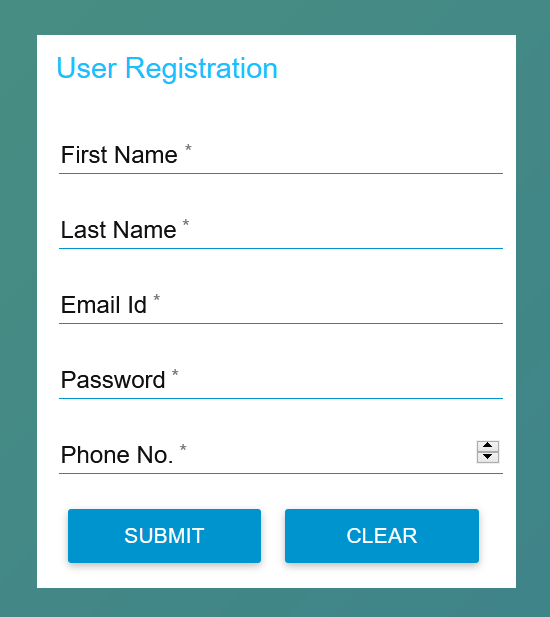 User Registration
First Name *
Last Name *
Email Id *
Password *
Phone No. *
SUBMIT CLEAR